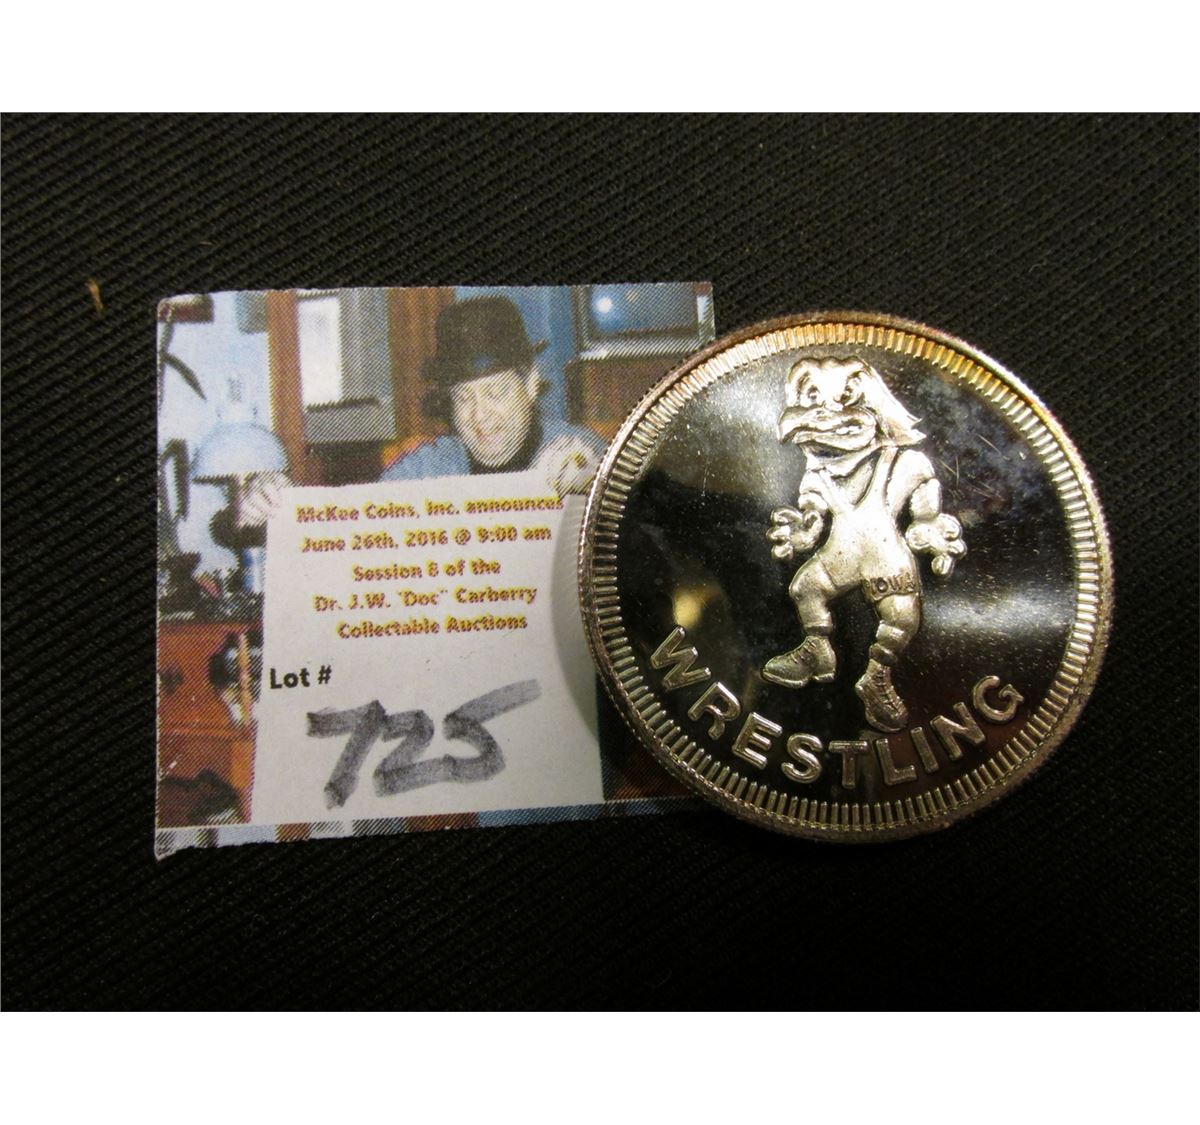 McKee Coins, Inc. announces
June 26th, 2016 @ 9:00 am
Session 8 of the
Dr. J.W. "Doc" Carberry
Collectable Auctions
Lot #
725
IOWA
WRESTLING